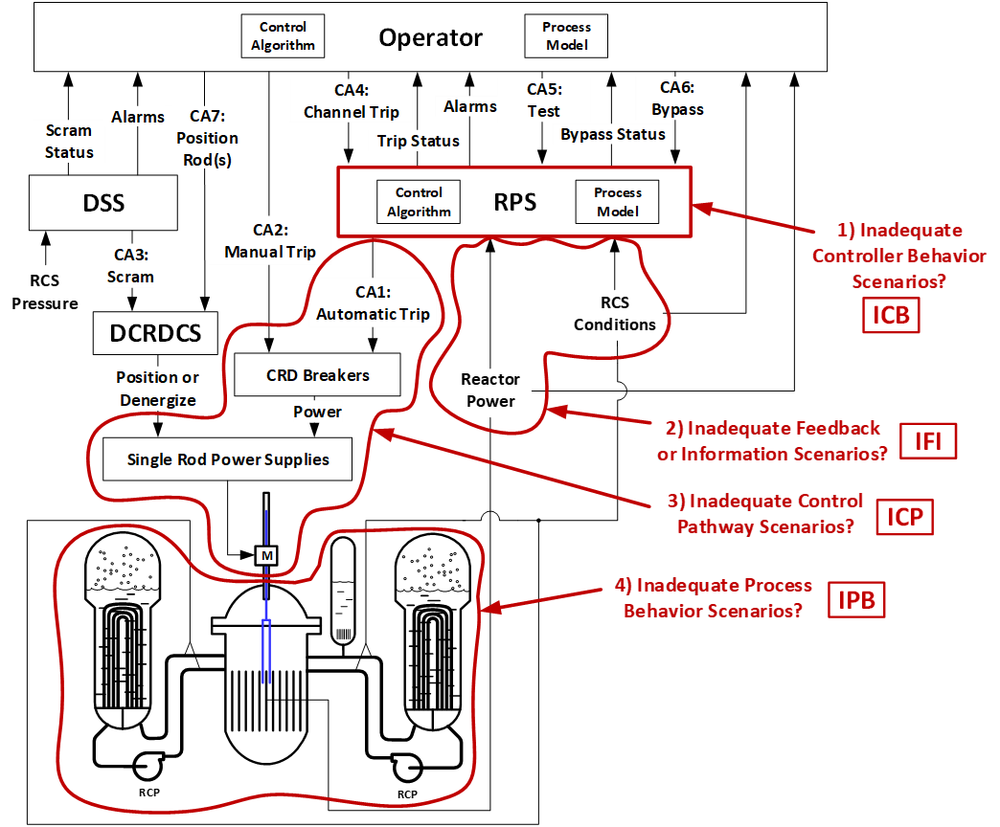 Control
Algorithm
Operator
Process
Model
Scram
Status
Alarms
CA7:
Position
Rod(s)
CA4:
Channel Trip
Trip Status
Alarms
CA5:
Test
Bypass Status
CA6:
Bypass
DSS
Control
Algorithm
RPS
Process
Model
RCS
Pressure
CA3:
Scram
CA2:
Manual Trip
CA1:
Automatic Trip
RCS
Conditions
1) Inadequate
Controller Behavior
Scenarios?
ICB
DCRDCS
Position or
Denergize
CRD Breakers
Power
Reactor
Power
Single Rod Power Supplies
2) Inadequate Feedback
or Information Scenarios?
IFI
3) Inadequate Control
Pathway Scenarios?
ICP
M
4) Inadequate Process
Behavior Scenarios?
IPB
RCP
RCP